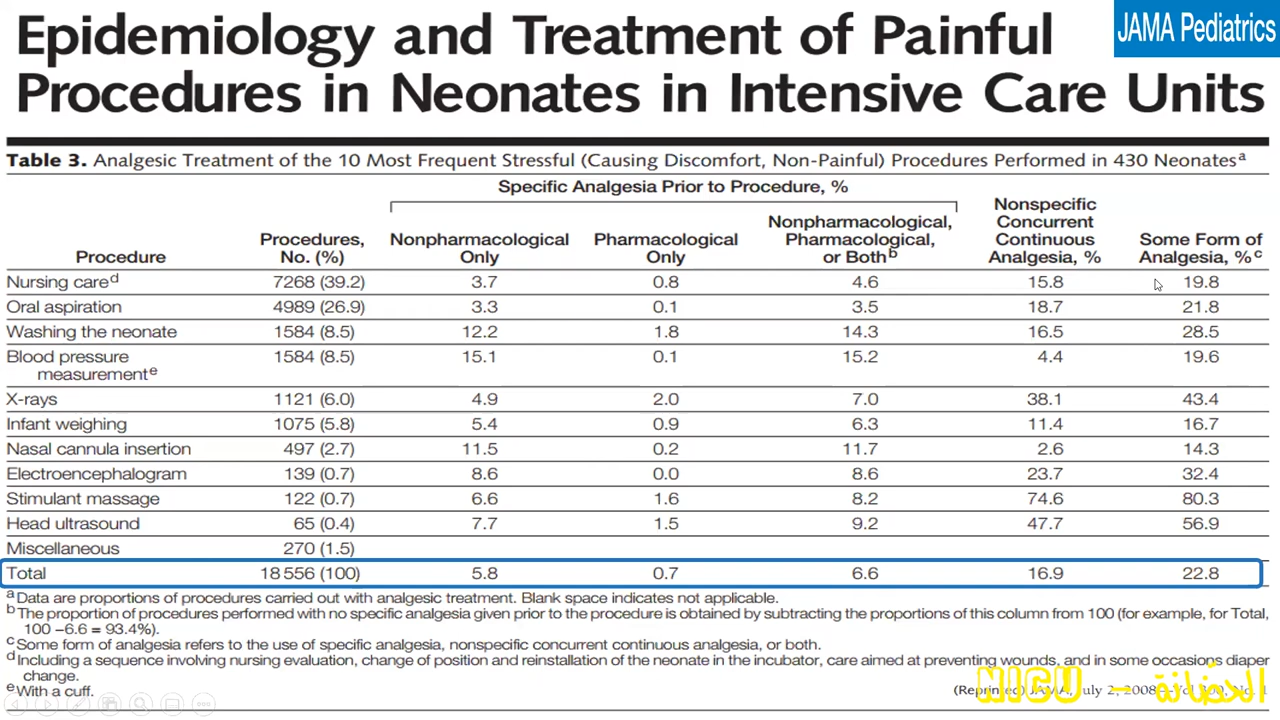 Epidemiology and Treatment of Painful
Procedures in Neonates in Intensive Care Units
JAMA Pediatrics
Table 3. Analgesic Treatment of the 10 Most Frequent Stressful (Causing Discomfort, Non-Painful) Procedures Performed in 430 Neonatesa
Specific Analgesia Prior to Procedure, %
Procedure Procedures, No. (%) Nonpharmacological Only Pharmacological Only Nonpharmacological, Pharmacological, or Bothb Nonspecific Concurrent Continuous Analgesia, % Some Form of Analgesia, %c
Nursing cared 7268 (39.2) 3.7 0.8 4.6 15.8 19.8
Oral aspiration 4989 (26.9) 3.3 0.1 3.5 18.7 21.8
Washing the neonate 1584 (8.5) 12.2 1.8 14.3 16.5 28.5
Blood pressure measuremente 1584 (8.5) 15.1 0.1 15.2 4.4 19.6
X-rays 1121 (6.0) 4.9 2.0 7.0 38.1 43.4
Infant weighing 1075 (5.8) 5.4 0.9 6.3 11.4 16.7
Nasal cannula insertion 497 (2.7) 11.5 0.2 11.7 2.6 14.3
Electroencephalogram 139 (0.7) 8.6 0.0 8.6 23.7 32.4
Stimulant massage 122 (0.7) 6.6 1.6 8.2 74.6 80.3
Head ultrasound 65 (0.4) 7.7 1.5 9.2 47.7 56.9
Miscellaneous 270 (1.5)
Total 18 556 (100) 5.8 0.7 6.6 16.9 22.8
a Data are proportions of procedures carried out with analgesic treatment. Blank space indicates not applicable.
b The proportion of procedures performed with no specific analgesia given prior to the procedure is obtained by subtracting the proportions of this column from 100 (for example, for Total,
100 −6.6 = 93.4%).
c Some form of analgesia refers to the use of specific analgesia, nonspecific concurrent continuous analgesia, or both.
d Including a sequence involving nursing evaluation, change of position and reinstallation of the neonate in the incubator, care aimed at preventing wounds, and in some occasions diaper
change.
e With a cuff.
(Reprinted) JAMA, July 2, 2008—Vol 300, No. 1
NICU - الحضّانة